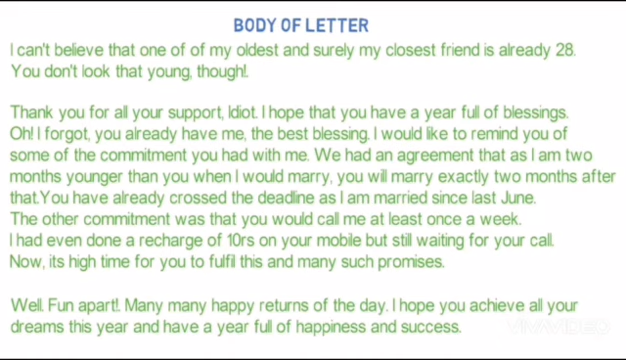 BODY OF LETTER
I can't believe that one of of my oldest and surely my closest friend is already 28.
You don't look that young, though!.
Thank you for all your support, Idiot. I hope that you have a year full of blessings.
Oh! I forgot, you already have me, the best blessing. I would like to remind you of
some of the commitment you had with me. We had an agreement that as I am two
months younger than you when I would marry, you will marry exactly two months after
that.You have already crossed the deadline as I am married since last June.
The other commitment was that you would call me at least once a week.
I had even done a recharge of 10rs on your mobile but still waiting for your call.
Now, its high time for you to fulfil this and many such promises.
Well. Fun apart!. Many many happy returns of the day. I hope you achieve all your
dreams this year and have a year full of happiness and success.
VIVAVIDEO